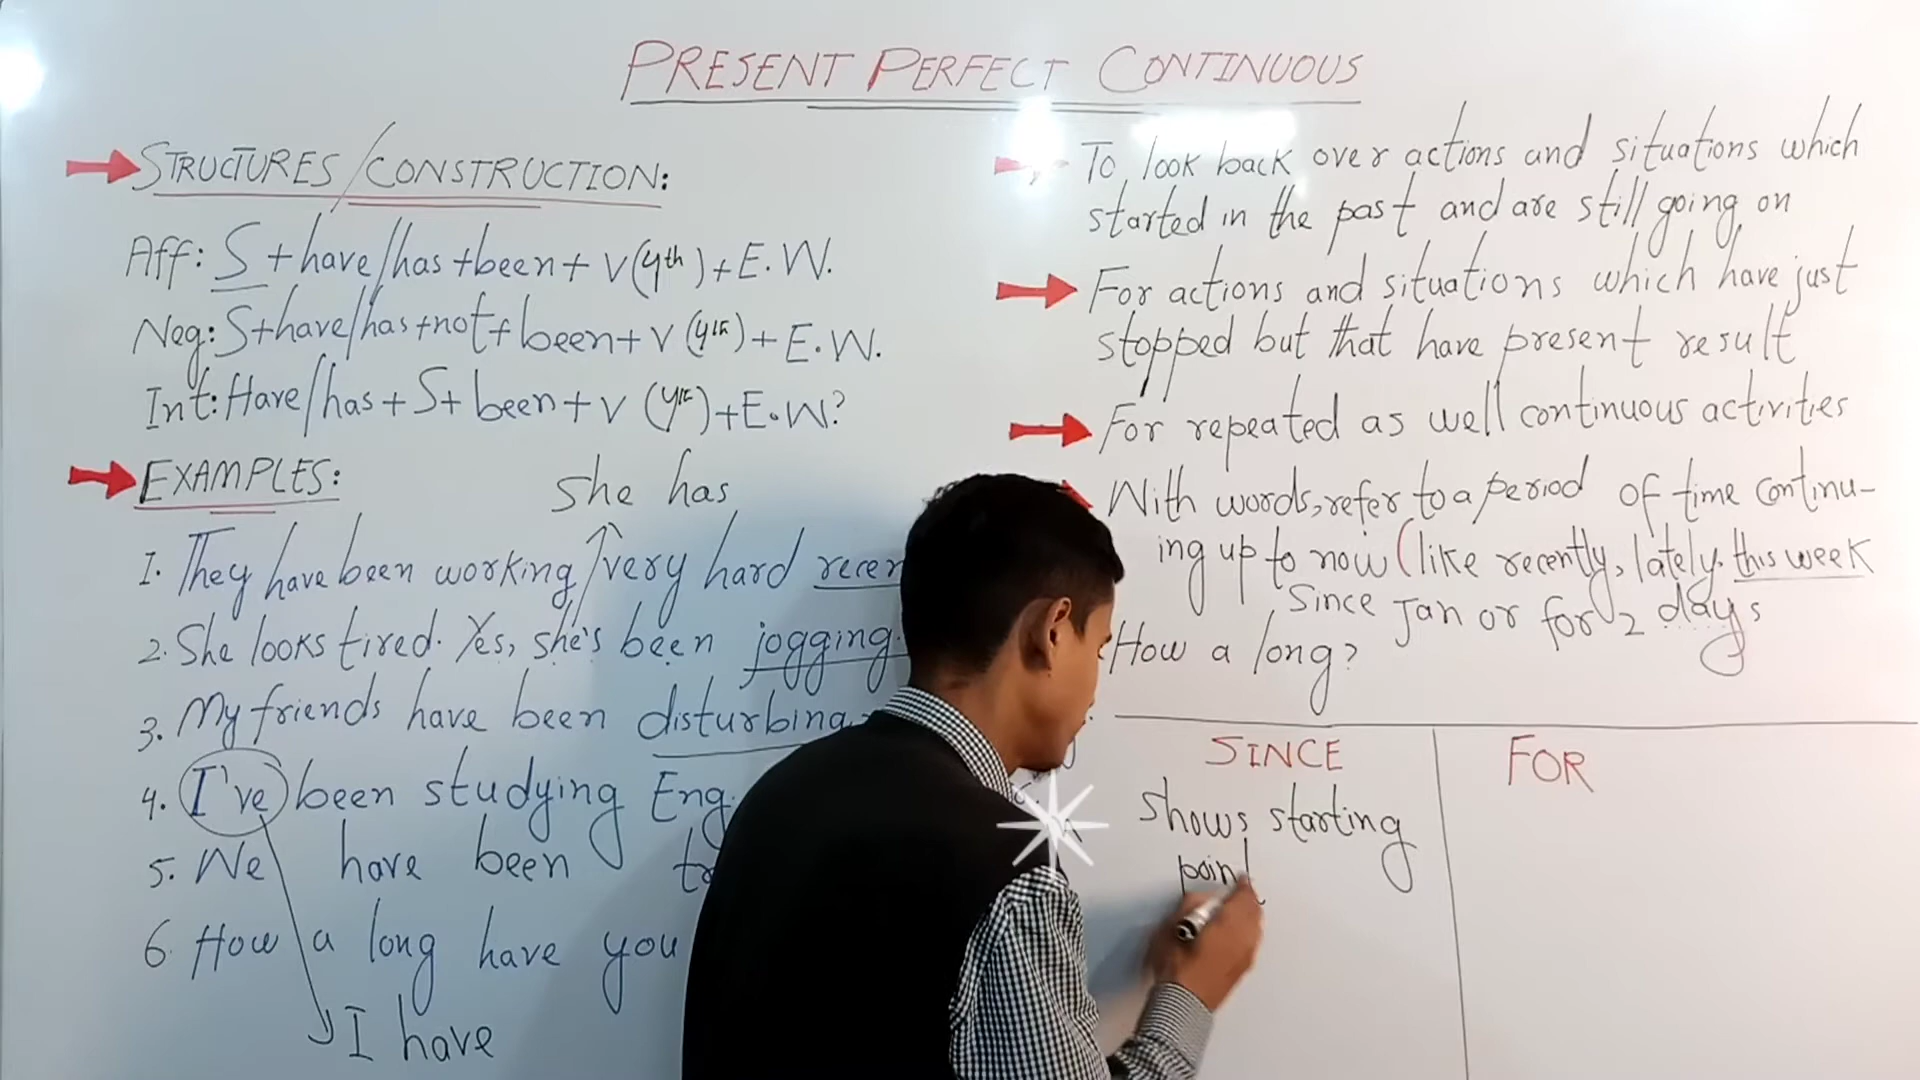 PRESENT PERFECT CONTINUOUS
STRUCTURES/CONSTRUCTION:
Aff: S+have/has+been+V(4th)+E.W.
Neg: S+have/has+not+been+V(4th)+E.W.
Int: Have/has+S+been+V(4th)+E.W?
EXAMPLES:
She has
1. They have been working very hard
2. She looks tired. Yes, she's been jogging.
3. My friends have been disturbing
4. I've been studying Eng.
5. We have been
6. How a long have you
I have
To look back over actions and situations which
started in the past and are still going on
For actions and situations which have just
stopped but that have present result
For repeated as well continuous activities
With words, refer to a period of time continu-
ing up to now (like recently, lately. this week
Since Jan or for 2 days
How a long?
SINCE
shows starting
point
FOR